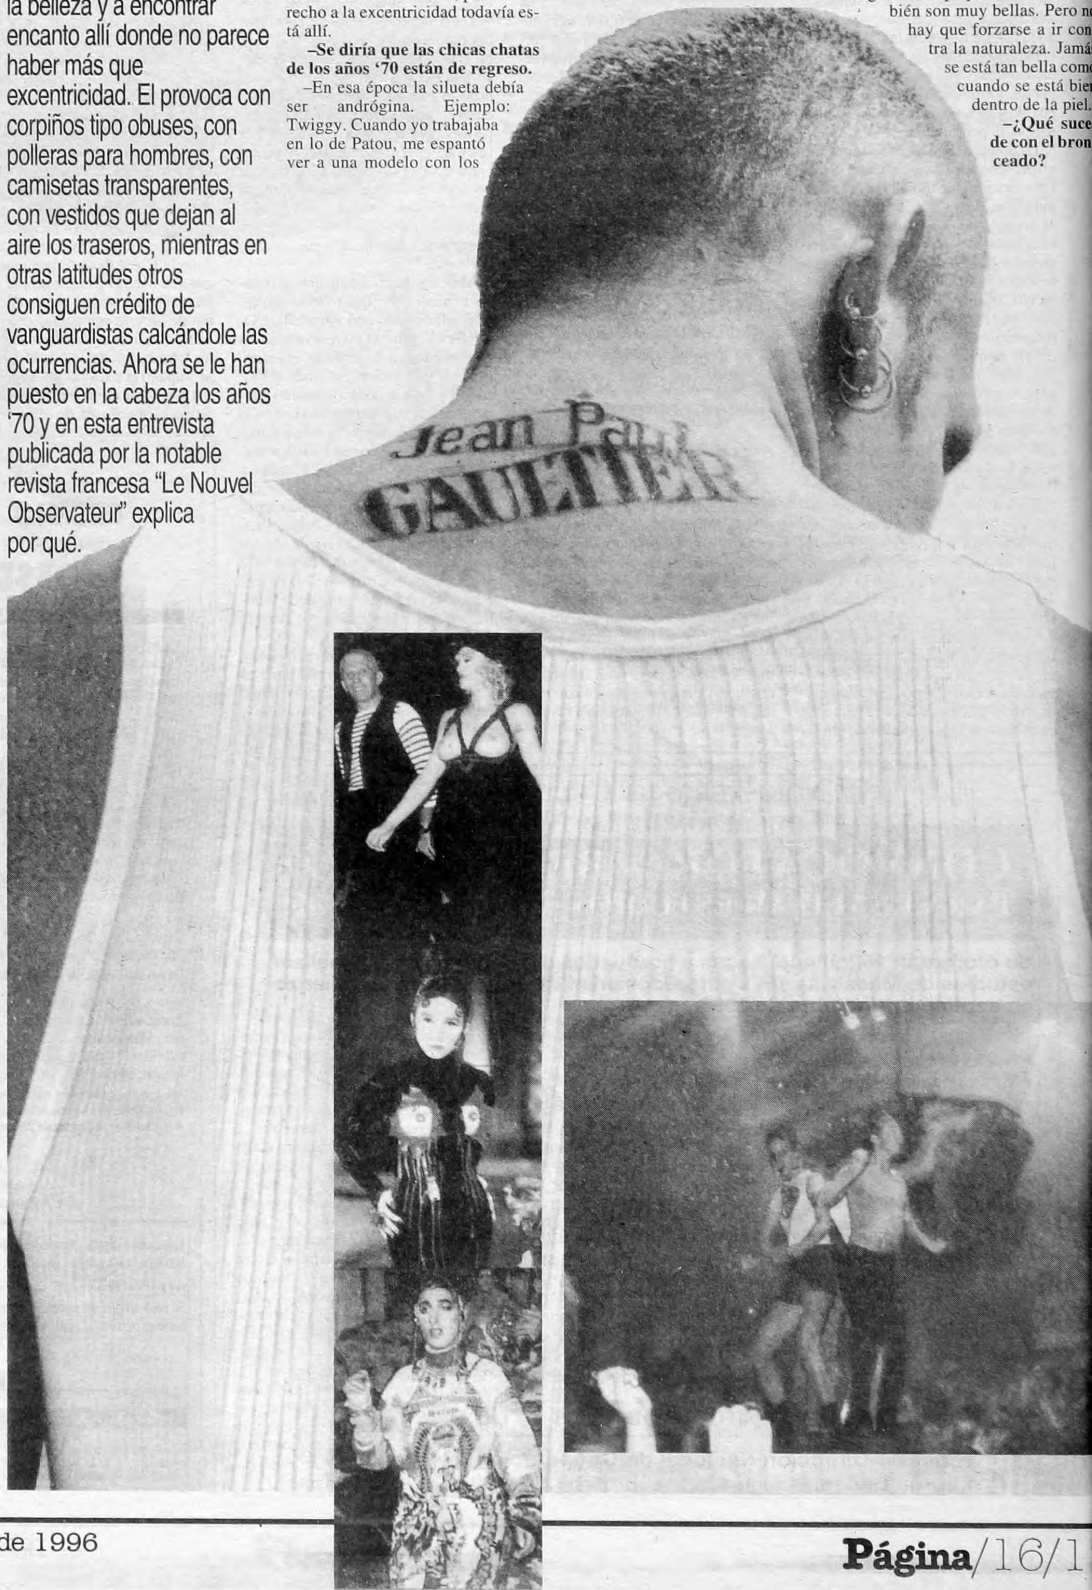 la belleza y a encontrar
encanto allí donde no parece
haber más que
excentricidad. El provoca con
corpiños tipo obuses, con
polleras para hombres, con
camisetas transparentes,
con vestidos que dejan al
aire los traseros, mientras en
otras latitudes otros
consiguen crédito de
vanguardistas calcándole las
ocurrencias. Ahora se le han
puesto en la cabeza los años
'70 y en esta entrevista
publicada por la notable
revista francesa "Le Nouvel
Observateur" explica
por qué.
recho a la excentricidad todavía es-
tá allí.
–Se diría que las chicas chatas
de los años '70 están de regreso.
–En esa época la silueta debía
ser andrógina. Ejemplo:
Twiggy. Cuando yo trabajaba
en lo de Patou, me espantó
ver a una modelo con los
bién son muy bellas. Pero n
hay que forzarse a ir con
tra la naturaleza. Jamá
se está tan bella com
cuando se está bie
dentro de la piel.
–¿Qué suce
de con el bron
ceado?
Jean Paul
GAULTIER
de 1996
Página/16/1